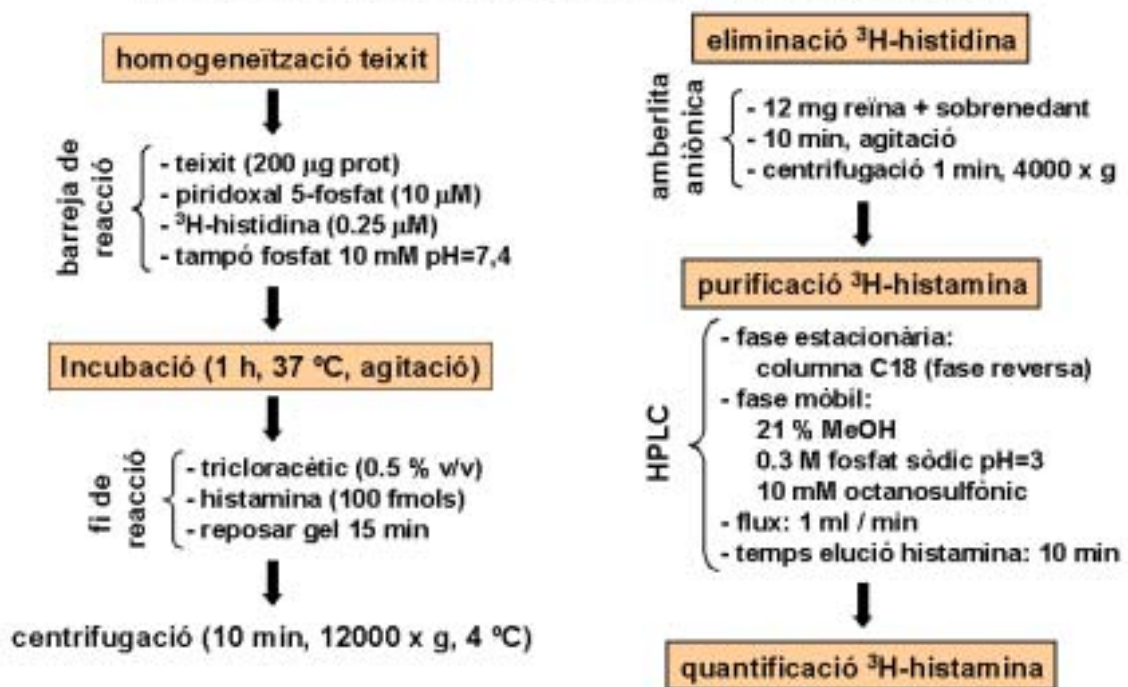 homogeneïtzació teixit
barreja de
reacció
- teixit (200 µg prot)
- piridoxal 5-fosfat (10 µM)
- ³H-histidina (0.25 µM)
- tampó fosfat 10 mM pH=7,4
Incubació (1 h, 37 ºC, agitació)
fi de
reacció
- tricloracètic (0.5 % v/v)
- histamina (100 fmols)
- reposar gel 15 min
centrifugació (10 min, 12000 x g, 4 ºC)
eliminació ³H-histidina
amberlita
aniònica
- 12 mg reïna + sobrenedant
- 10 min, agitació
- centrifugació 1 min, 4000 x g
purificació ³H-histamina
HPLC
- fase estacionària:
columna C18 (fase reversa)
- fase mòbil:
21 % MeOH
0.3 M fosfat sòdic pH=3
10 mM octanosulfònic
- flux: 1 ml / min
- temps elució histamina: 10 min
quantificació ³H-histamina